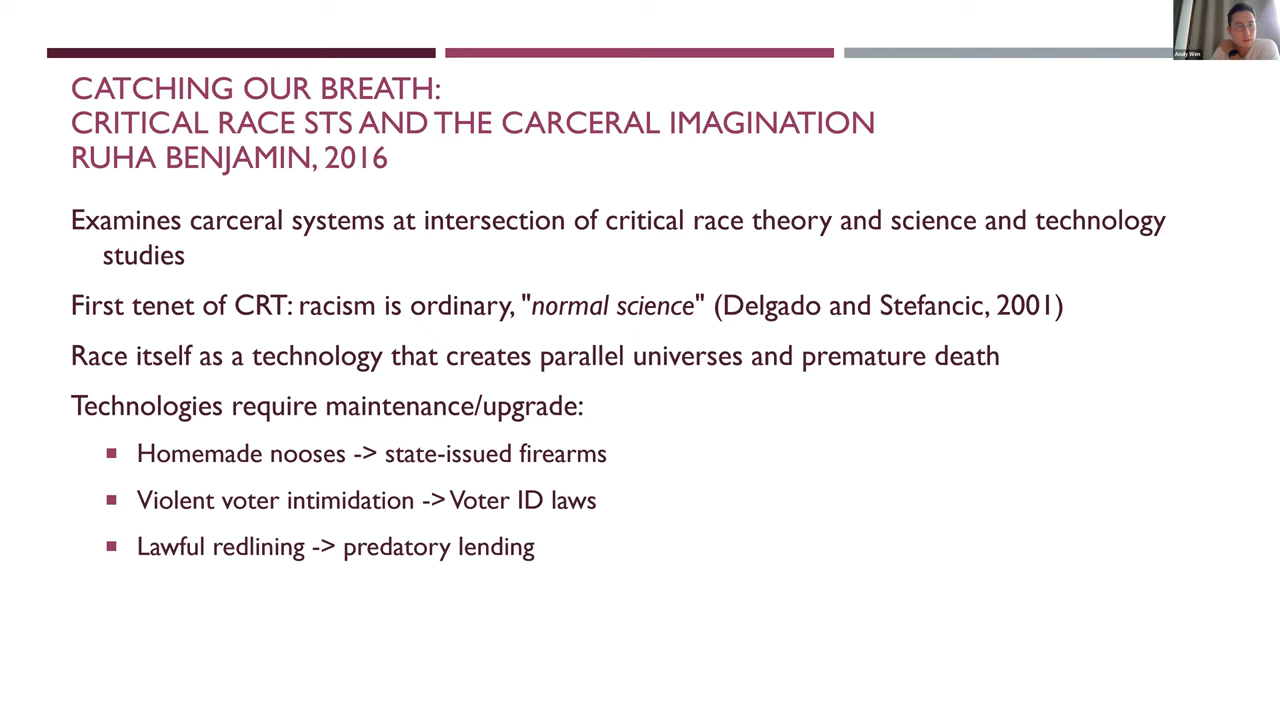 Andy Wen
CATCHING OUR BREATH:
CRITICAL RACE STS AND THE CARCERAL IMAGINATION
RUHA BENJAMIN, 2016
Examines carceral systems at intersection of critical race theory and science and technology
studies
First tenet of CRT: racism is ordinary, "normal science" (Delgado and Stefancic, 2001)
Race itself as a technology that creates parallel universes and premature death
Technologies require maintenance/upgrade:
Homemade nooses -> state-issued firearms
Violent voter intimidation -> Voter ID laws
Lawful redlining -> predatory lending